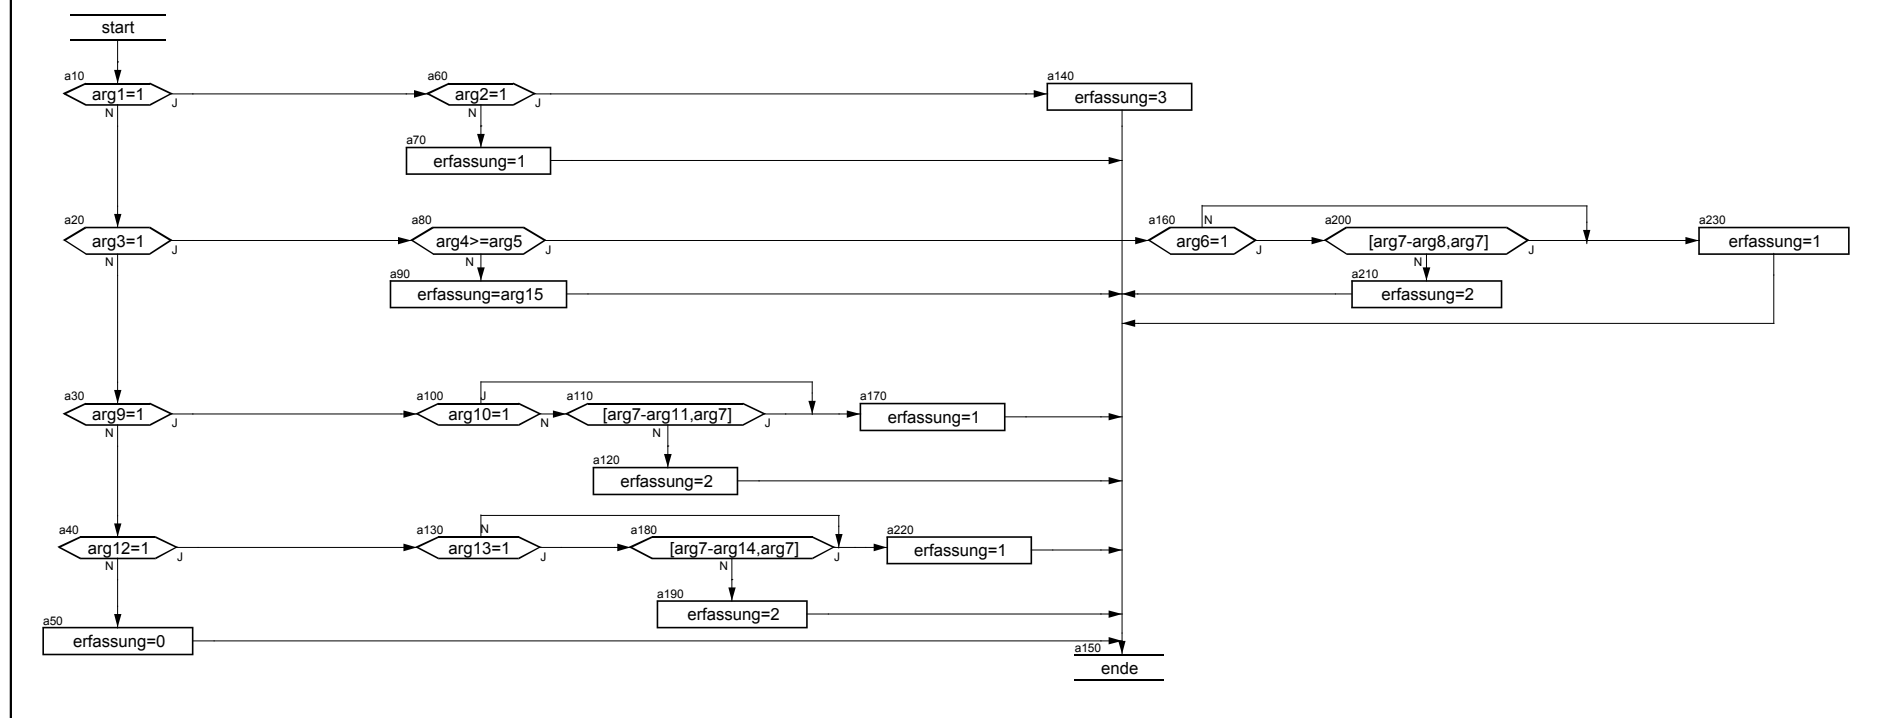 start
a10
arg1=1
J
N
a60
arg2=1
J
N
a140
erfassung=3
a70
erfassung=1
a20
arg3=1
J
N
a80
arg4>=arg5
J
N
a160
arg6=1
N
J
a200
[arg7-arg8,arg7]
J
N
a230
erfassung=1
a90
erfassung=arg15
a210
erfassung=2
a30
arg9=1
J
N
a100
arg10=1
J
N
a110
[arg7-arg11,arg7]
J
N
a170
erfassung=1
a120
erfassung=2
a40
arg12=1
J
N
a130
arg13=1
N
J
a180
[arg7-arg14,arg7]
J
N
a220
erfassung=1
a190
erfassung=2
a50
erfassung=0
a150
ende